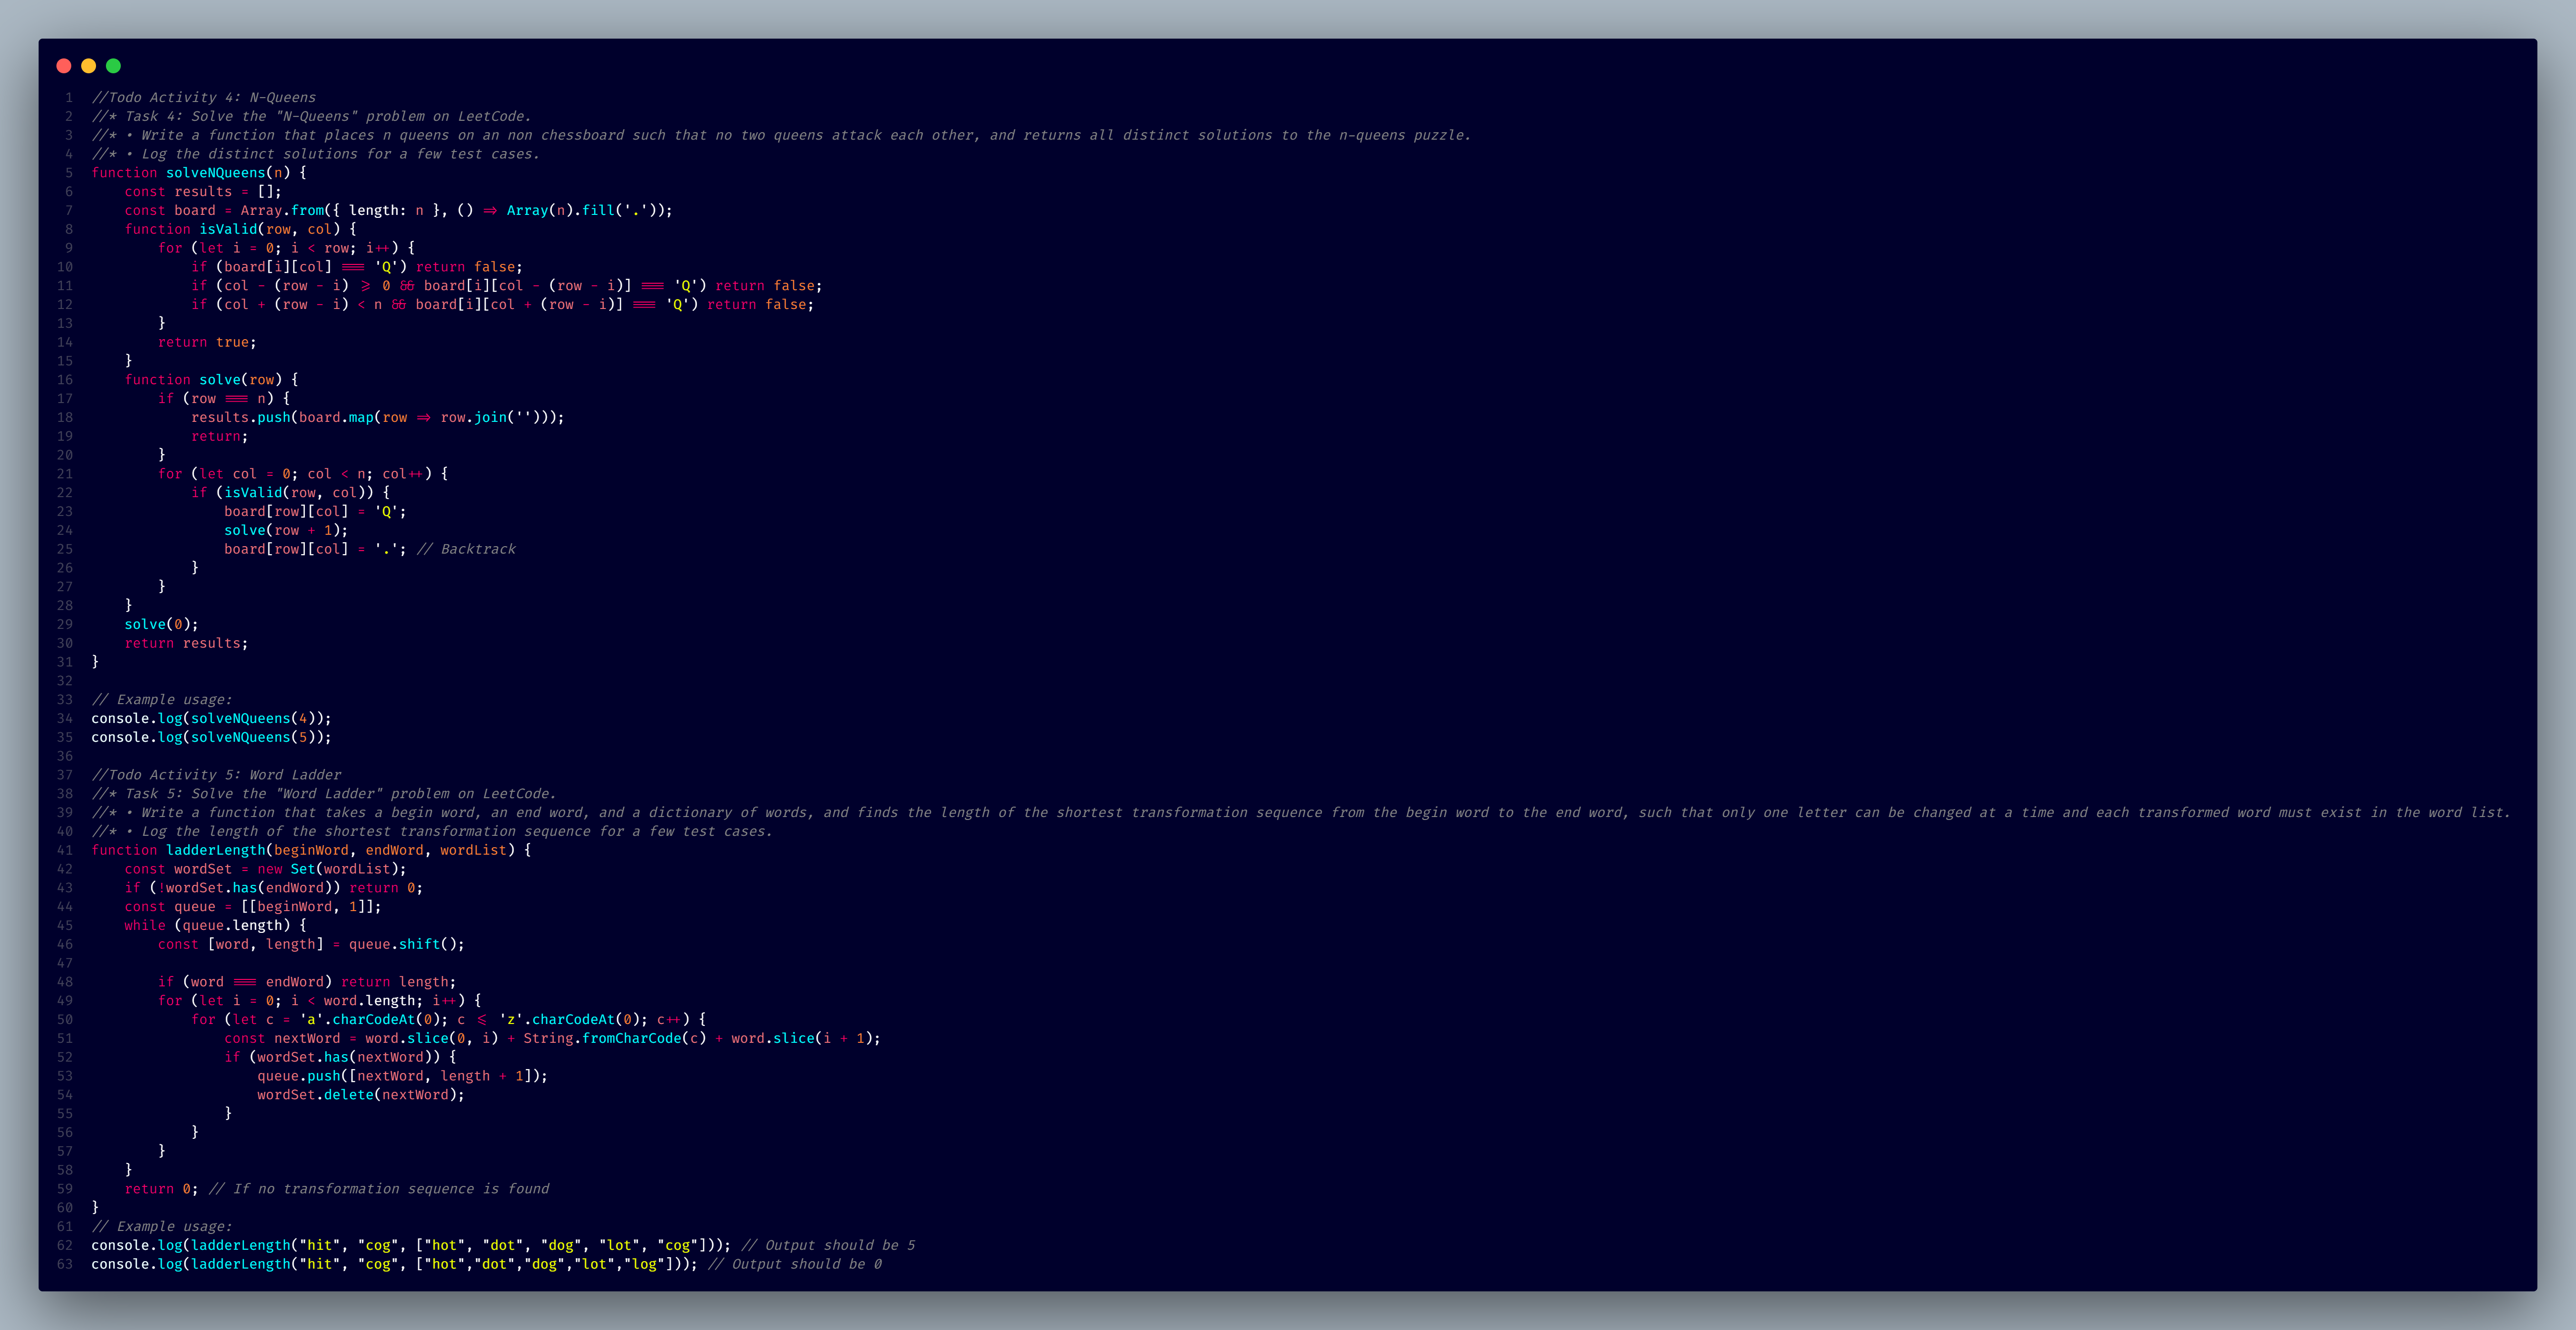 1 //Todo Activity 4: N-Queens
2 //* Task 4: Solve the "N-Queens" problem on LeetCode.
3 //* • Write a function that places n queens on an non chessboard such that no two queens attack each other, and returns all distinct solutions to the n-queens puzzle.
4 //* • Log the distinct solutions for a few test cases.
5 function solveNQueens(n) {
6     const results = [];
7     const board = Array.from({ length: n }, () => Array(n).fill('.'));
8     function isValid(row, col) {
9         for (let i = 0; i < row; i++) {
10             if (board[i][col] === 'Q') return false;
11             if (col - (row - i) >= 0 && board[i][col - (row - i)] === 'Q') return false;
12             if (col + (row - i) < n && board[i][col + (row - i)] === 'Q') return false;
13         }
14         return true;
15     }
16     function solve(row) {
17         if (row === n) {
18             results.push(board.map(row => row.join('')));
19             return;
20         }
21         for (let col = 0; col < n; col++) {
22             if (isValid(row, col)) {
23                 board[row][col] = 'Q';
24                 solve(row + 1);
25                 board[row][col] = '.'; // Backtrack
26             }
27         }
28     }
29     solve(0);
30     return results;
31 }
32
33 // Example usage:
34 console.log(solveNQueens(4));
35 console.log(solveNQueens(5));
36
37 //Todo Activity 5: Word Ladder
38 //* Task 5: Solve the "Word Ladder" problem on LeetCode.
39 //* • Write a function that takes a begin word, an end word, and a dictionary of words, and finds the length of the shortest transformation sequence from the begin word to the end word, such that only one letter can be changed at a time and each transformed word must exist in the word list.
40 //* • Log the length of the shortest transformation sequence for a few test cases.
41 function ladderLength(beginWord, endWord, wordList) {
42     const wordSet = new Set(wordList);
43     if (!wordSet.has(endWord)) return 0;
44     const queue = [[beginWord, 1]];
45     while (queue.length) {
46         const [word, length] = queue.shift();
47
48         if (word === endWord) return length;
49         for (let i = 0; i < word.length; i++) {
50             for (let c = 'a'.charCodeAt(0); c <= 'z'.charCodeAt(0); c++) {
51                 const nextWord = word.slice(0, i) + String.fromCharCode(c) + word.slice(i + 1);
52                 if (wordSet.has(nextWord)) {
53                     queue.push([nextWord, length + 1]);
54                     wordSet.delete(nextWord);
55                 }
56             }
57         }
58     }
59     return 0; // If no transformation sequence is found
60 }
61 // Example usage:
62 console.log(ladderLength("hit", "cog", ["hot", "dot", "dog", "lot", "cog"])); // Output should be 5
63 console.log(ladderLength("hit", "cog", ["hot","dot","dog","lot","log"])); // Output should be 0